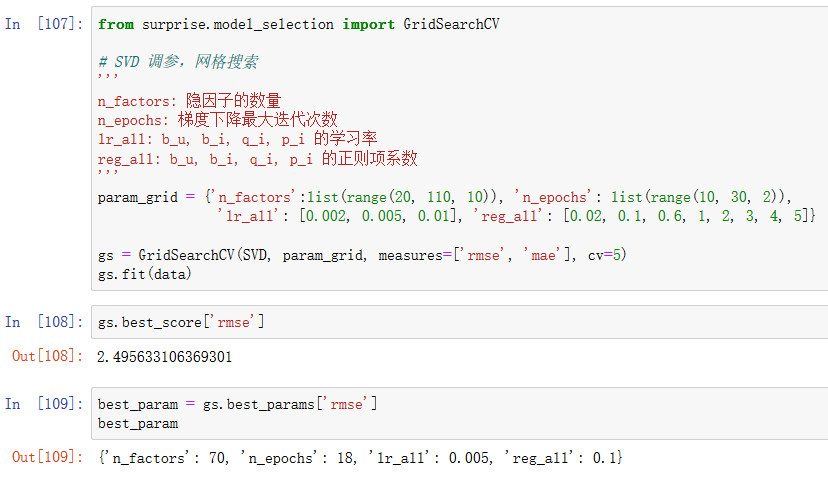 In [107]: from surprise.model_selection import GridSearchCV
# SVD 调参，网格搜索
'''
n_factors: 隐因子的数量
n_epochs: 梯度下降最大迭代次数
lr_all: b_u, b_i, q_i, p_i 的学习率
reg_all: b_u, b_i, q_i, p_i 的正则项系数
'''
param_grid = {'n_factors':list(range(20, 110, 10)), 'n_epochs': list(range(10, 30, 2)),
'lr_all': [0.002, 0.005, 0.01], 'reg_all': [0.02, 0.1, 0.6, 1, 2, 3, 4, 5]}
gs = GridSearchCV(SVD, param_grid, measures=['rmse', 'mae'], cv=5)
gs.fit(data)
In [108]: gs.best_score['rmse']
Out[108]: 2.495633106369301
In [109]: best_param = gs.best_params['rmse']
best_param
Out[109]: {'n_factors': 70, 'n_epochs': 18, 'lr_all': 0.005, 'reg_all': 0.1}